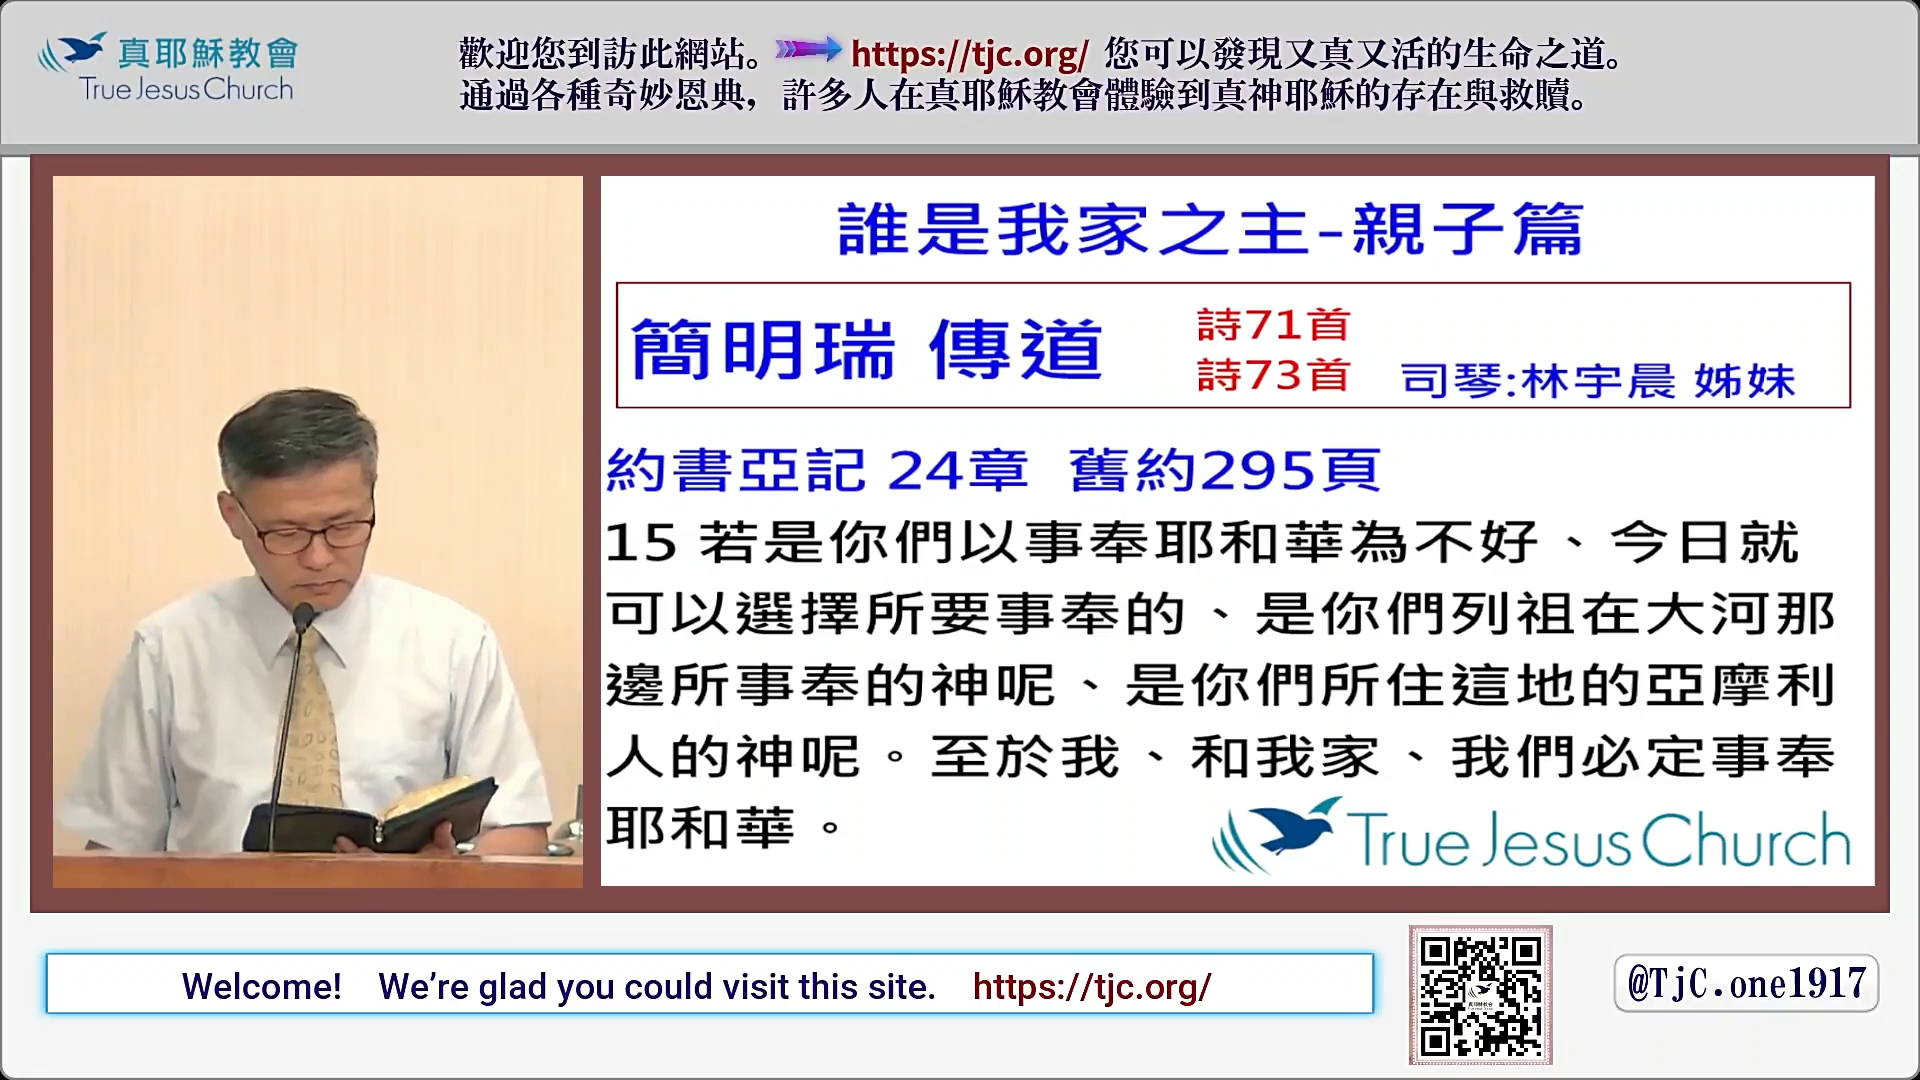 真耶穌教會
True Jesus Church
歡迎您到訪此網站。 https://tjc.org/ 您可以發現又真又活的生命之道。
通過各種奇妙恩典，許多人在真耶穌教會體驗到真神耶穌的存在與救贖。
誰是我家之主-親子篇
簡明瑞 傳道
詩71首
詩73首
司琴:林宇晨 姊妹
約書亞記 24章 舊約295頁
15 若是你們以事奉耶和華為不好、今日就
可以選擇所要事奉的、是你們列祖在大河那
邊所事奉的神呢、是你們所住這地的亞摩利
人的神呢。至於我、和我家、我們必定事奉
耶和華。
True Jesus Church
Welcome! We’re glad you could visit this site. https://tjc.org/
@TjC.one1917